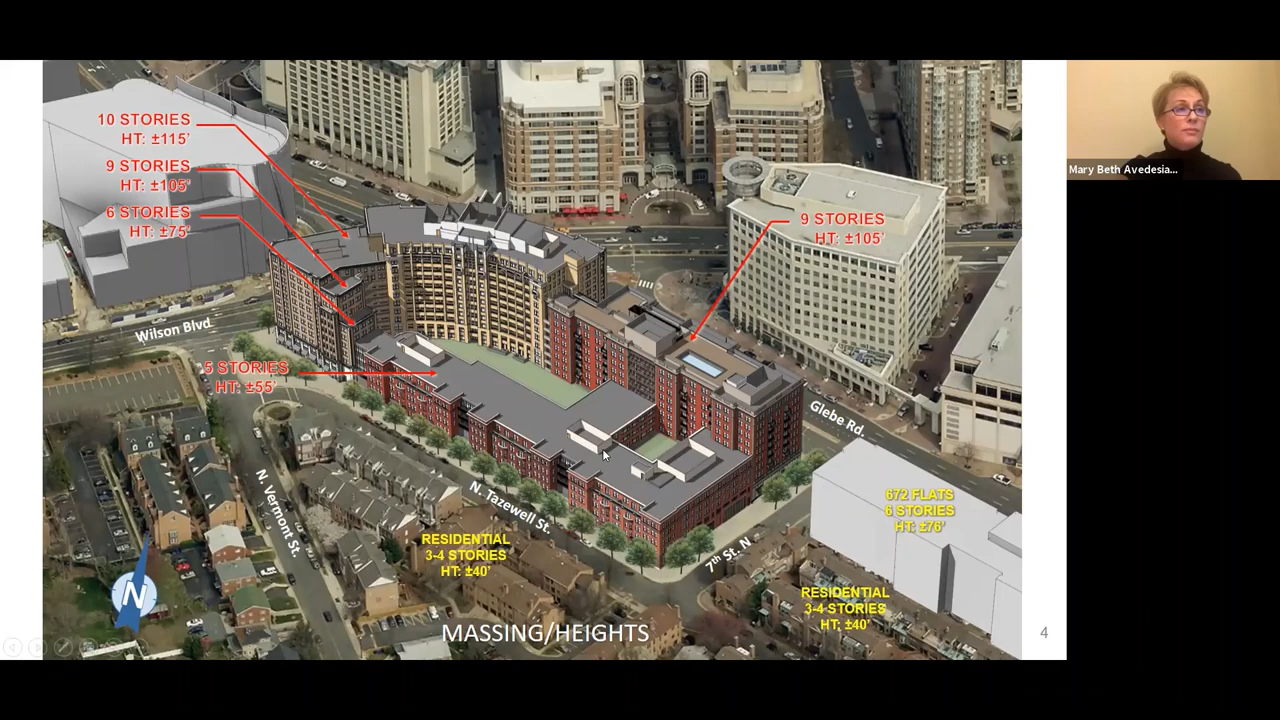 10 STORIES
HT: ±115’
9 STORIES
HT: ±105’
6 STORIES
HT: ±75’
9 STORIES
HT: ±105’
Wilson Blvd
5 STORIES
HT: ±55’
Glebe Rd.
N. Vermont St.
N. Tazewell St.
7th St. N
672 FLATS
6 STORIES
HT: ±76’
RESIDENTIAL
3-4 STORIES
HT: ±40’
RESIDENTIAL
3-4 STORIES
HT: ±40’
N
MASSING/HEIGHTS
4
Mary Beth Avedesia...